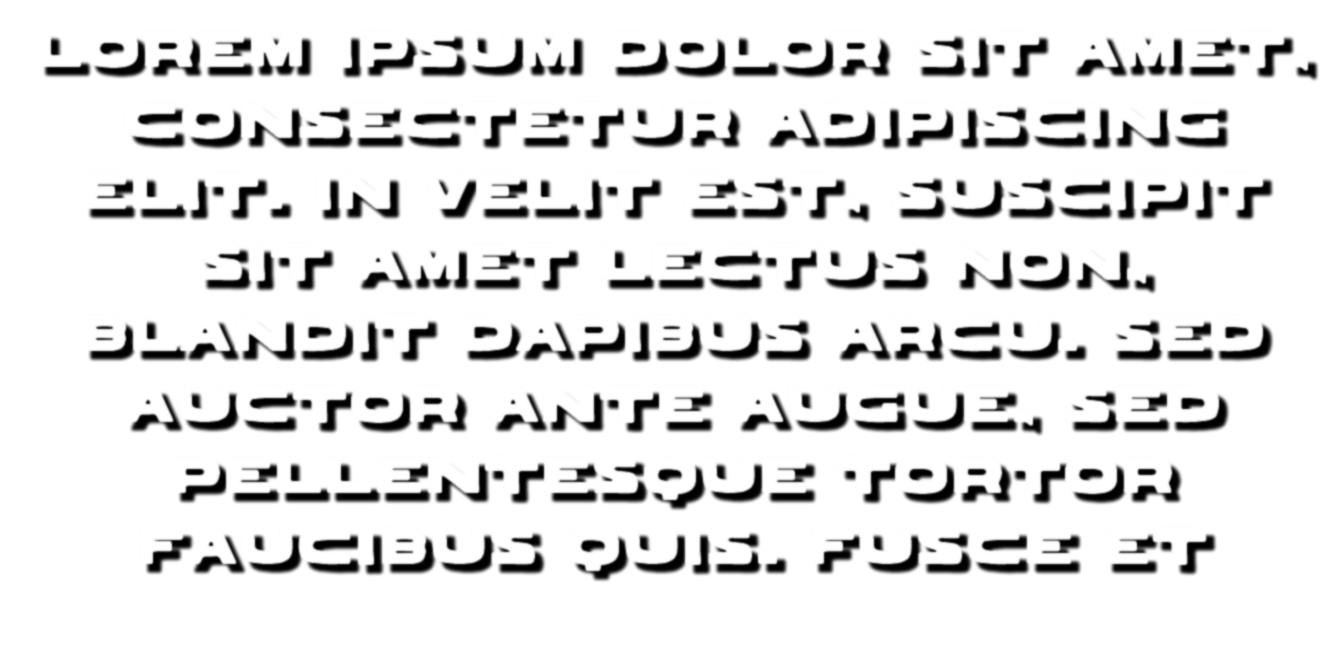 LOREM IPSUM DOLOR SIT AMET,
CONSECTETUR ADIPISCING
ELIT. IN VELIT EST, SUSCIPIT
SIT AMET LECTUS NON,
BLANDIT DAPIBUS ARCU. SED
AUCTOR ANTE AUGUE, SED
PELLENTESQUE TORTOR
FAUCIBUS QUIS. FUSCE ET